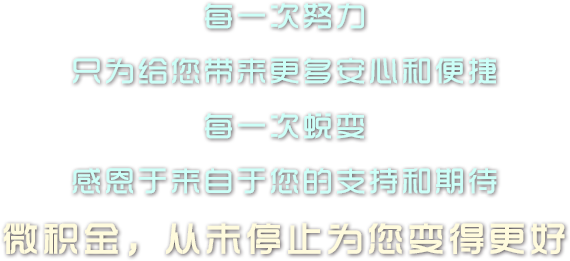 每一次努力
只为给您带来更多安心和便捷
每一次蜕变
感恩于来自于您的支持和期待
微积金，从未停止为您变得更好